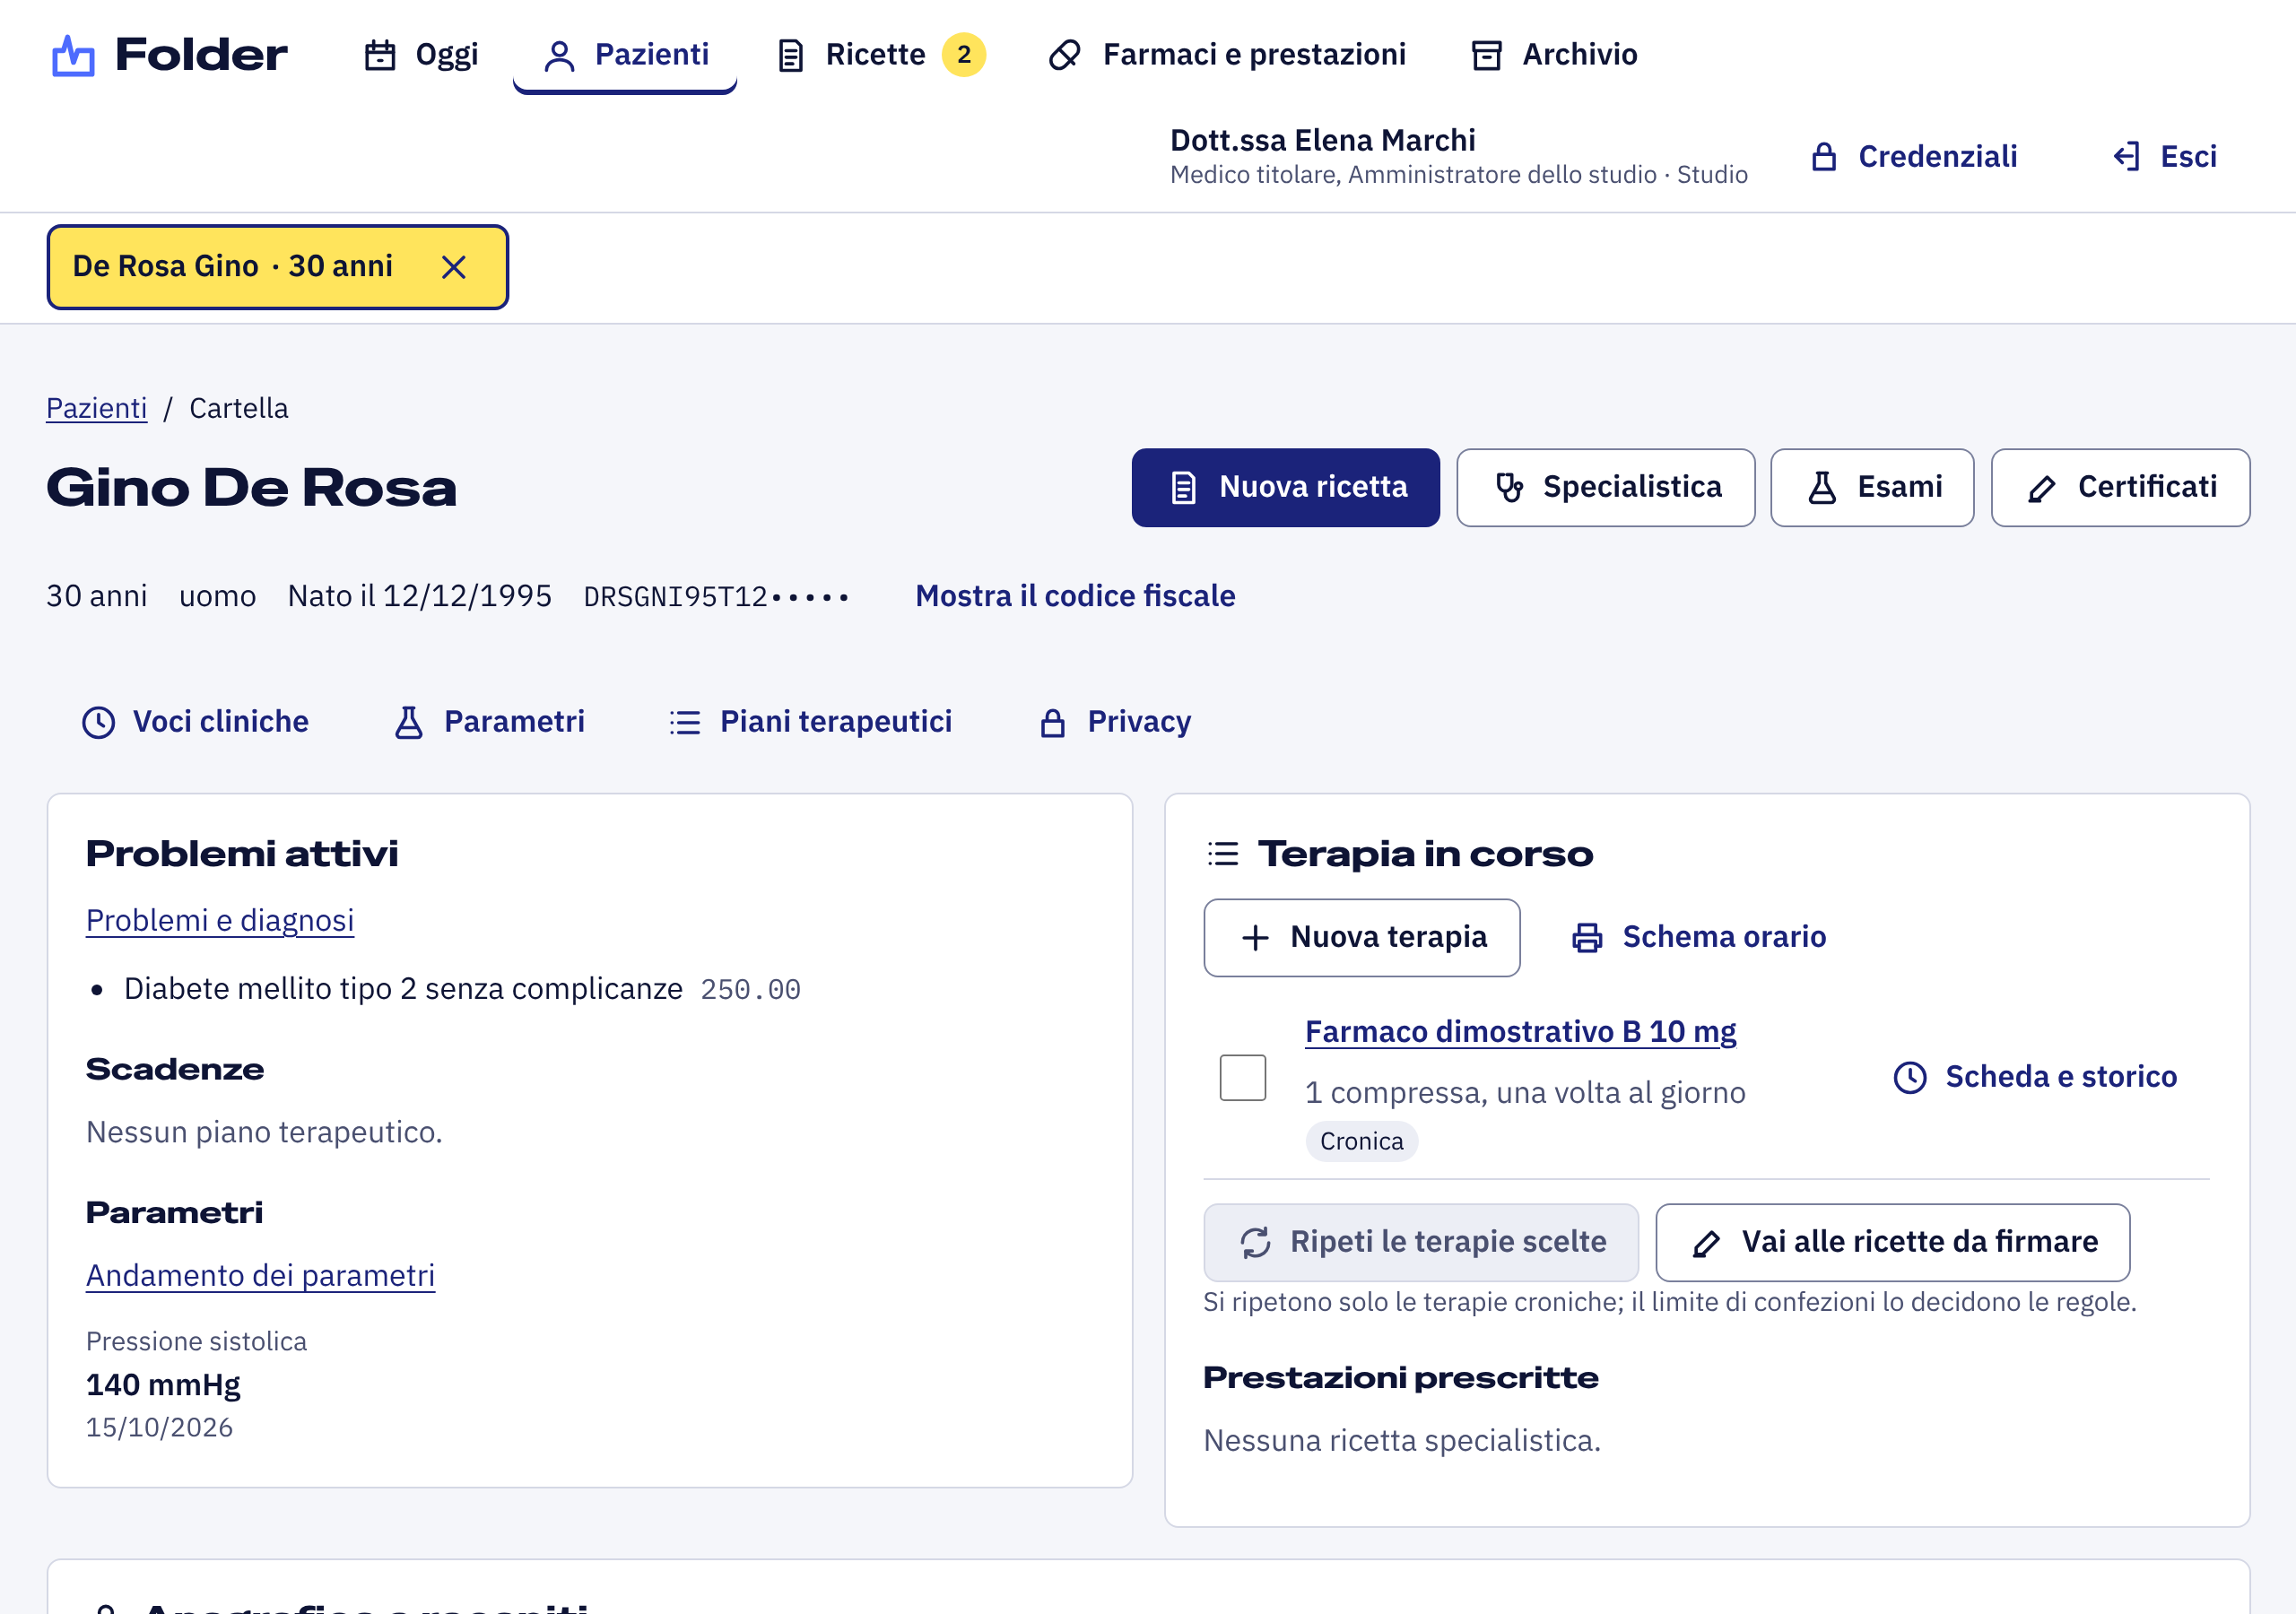 Folder
Oggi
Pazienti
Ricette 2
Farmaci e prestazioni
Archivio
Dott.ssa Elena Marchi
Medico titolare, Amministratore dello studio · Studio
Credenziali
Esci
De Rosa Gino · 30 anni
Pazienti / Cartella
Gino De Rosa
Nuova ricetta
Specialistica
Esami
Certificati
30 anni uomo Nato il 12/12/1995 DRSGNI95T12•••••
Mostra il codice fiscale
Voci cliniche
Parametri
Piani terapeutici
Privacy
Problemi attivi
Problemi e diagnosi
• Diabete mellito tipo 2 senza complicanze 250.00
Scadenze
Nessun piano terapeutico.
Parametri
Andamento dei parametri
Pressione sistolica
140 mmHg
15/10/2026
Terapia in corso
Nuova terapia
Schema orario
Farmaco dimostrativo B 10 mg
1 compressa, una volta al giorno
Cronica
Scheda e storico
Ripeti le terapie scelte
Vai alle ricette da firmare
Si ripetono solo le terapie croniche; il limite di confezioni lo decidono le regole.
Prestazioni prescritte
Nessuna ricetta specialistica.
Anagrafica e recapiti